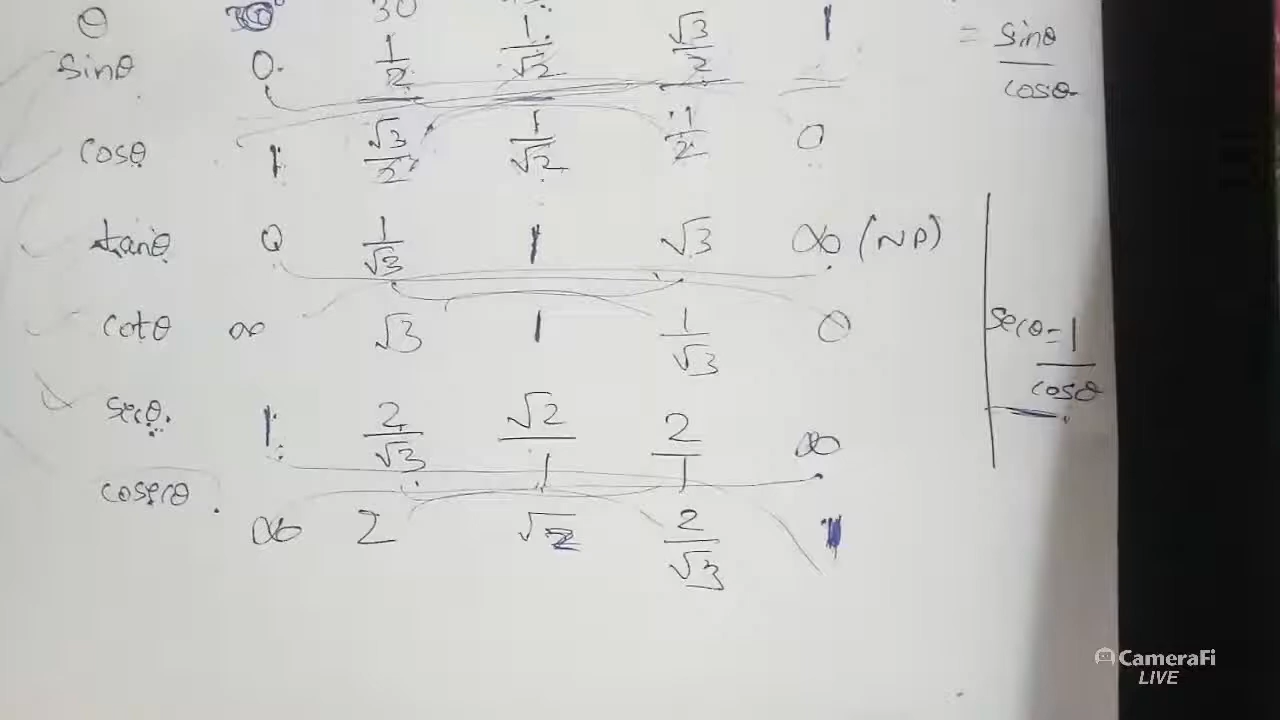 θ 30
sinθ 0 1/2 1/√2 √3/2 1 = sinθ/cosθ
cosθ 1 √3/2 1/√2 1/2 0
tanθ 0 1/√3 1 √3 ∞ (ND)
cotθ ∞ √3 1 1/√3 0
secθ = 1/cosθ
secθ 1 2/√3 √2/1 2/1 ∞
cosecθ ∞ 2 √2 2/√3 1
CameraFi
LIVE